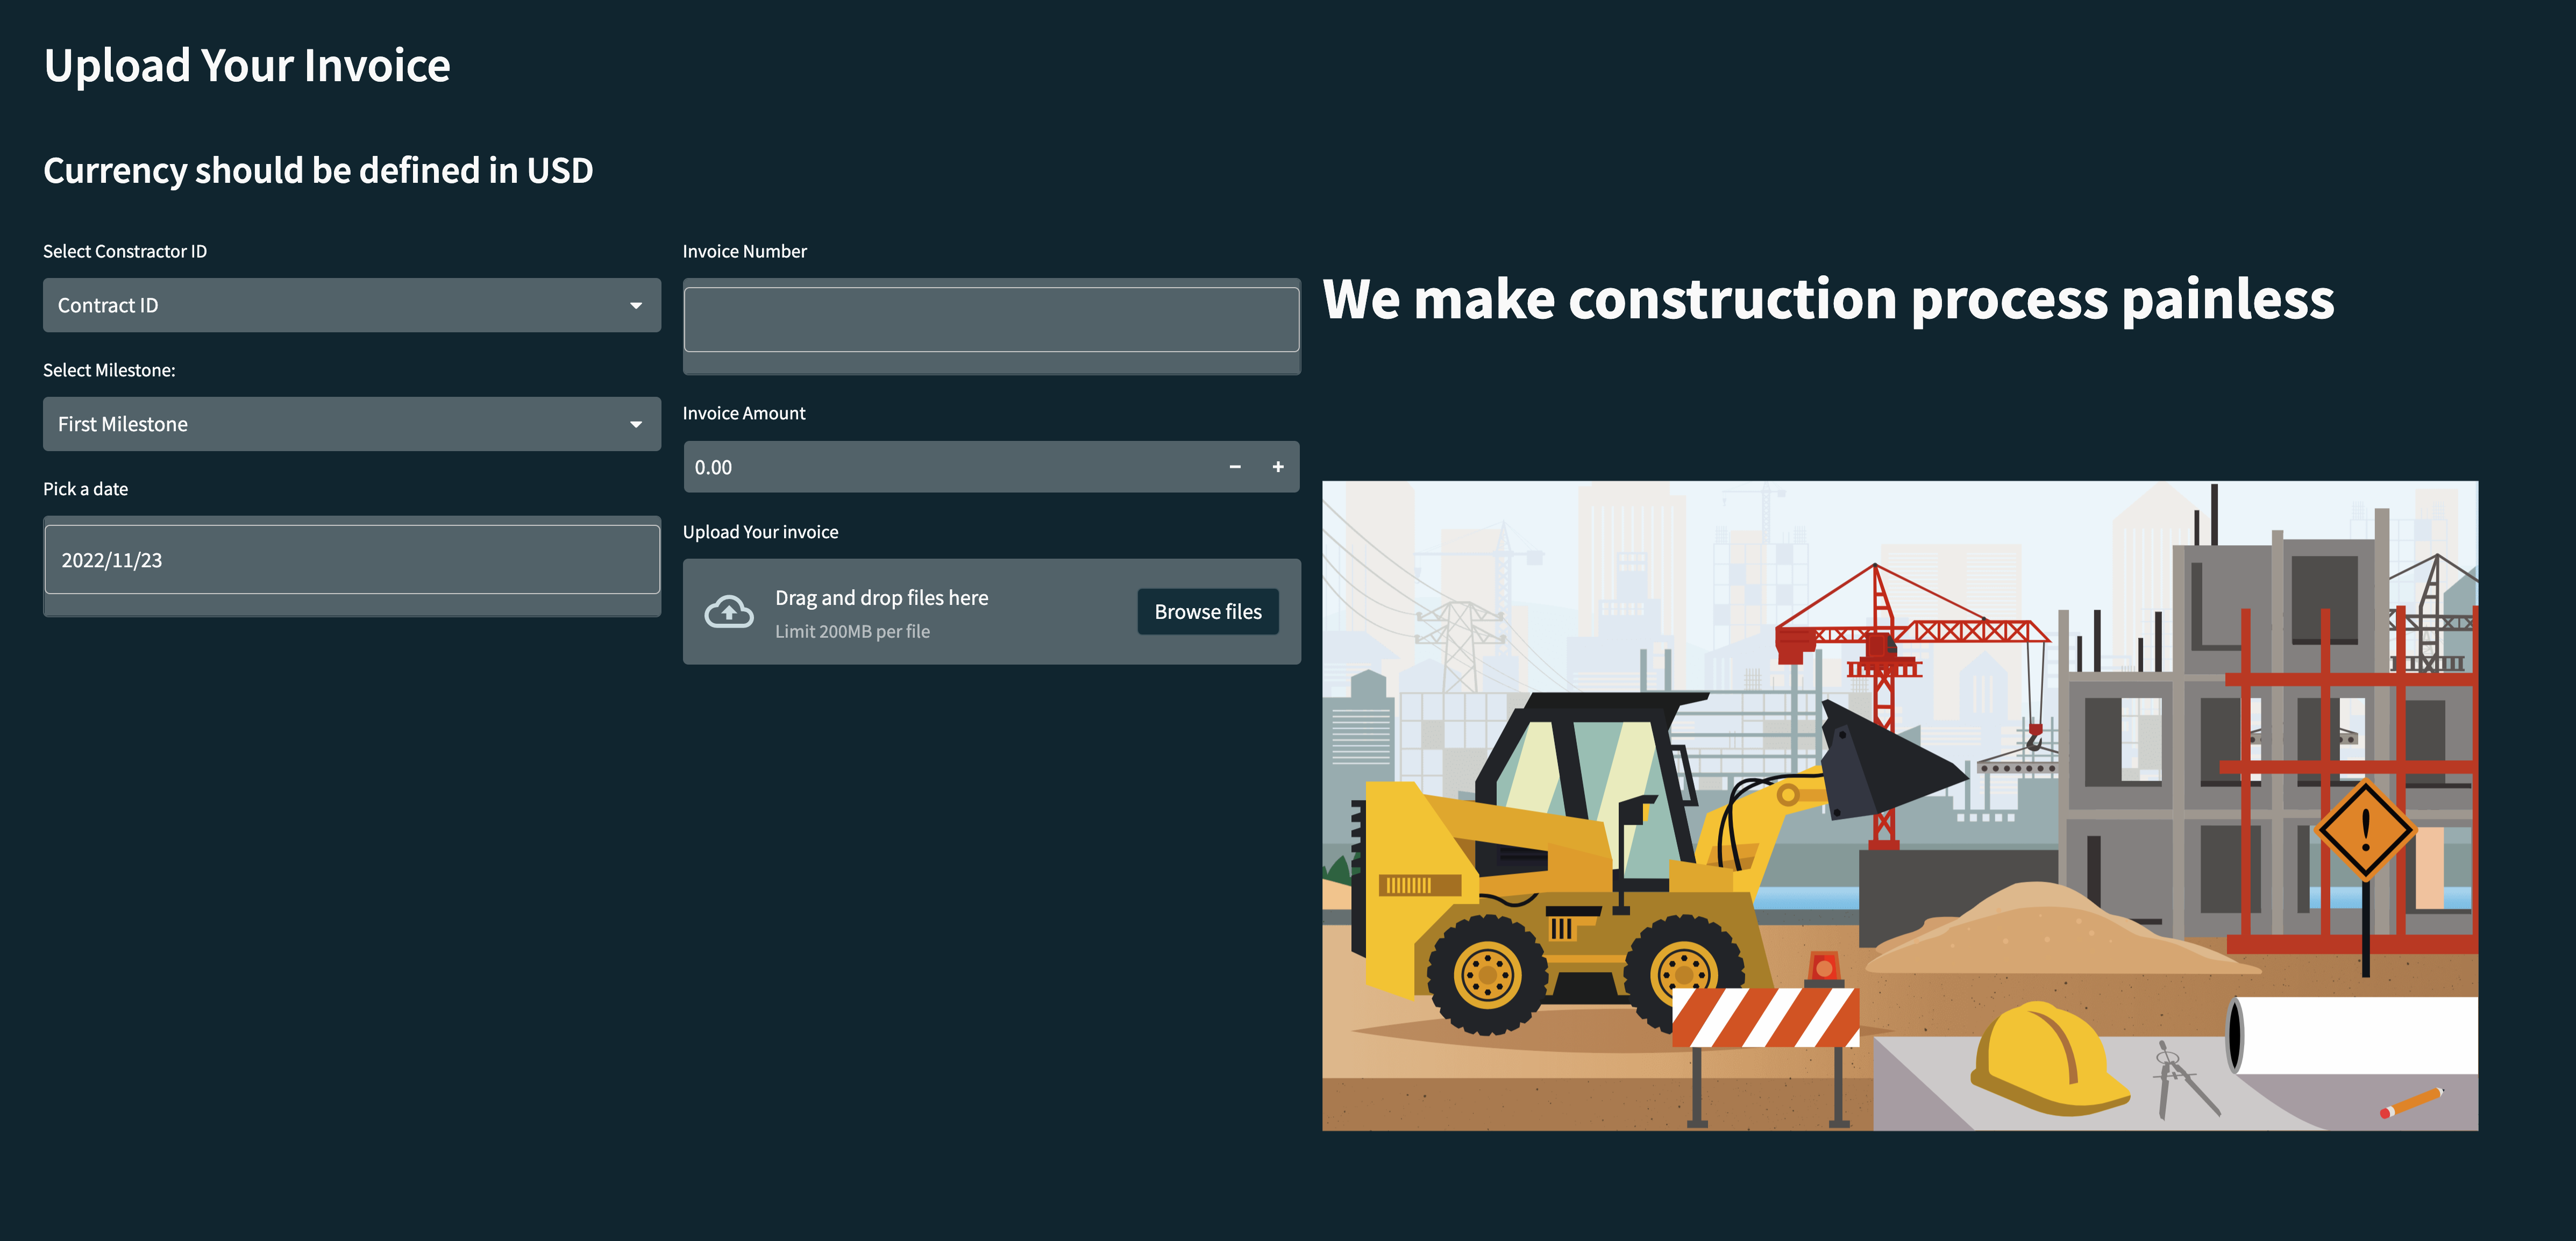 Upload Your Invoice
Currency should be defined in USD
Select Constractor ID
Contract ID
Select Milestone:
First Milestone
Pick a date
2022/11/23
Invoice Number
Invoice Amount
0.00
Upload Your invoice
Drag and drop files here
Limit 200MB per file
Browse files
We make construction process painless
!